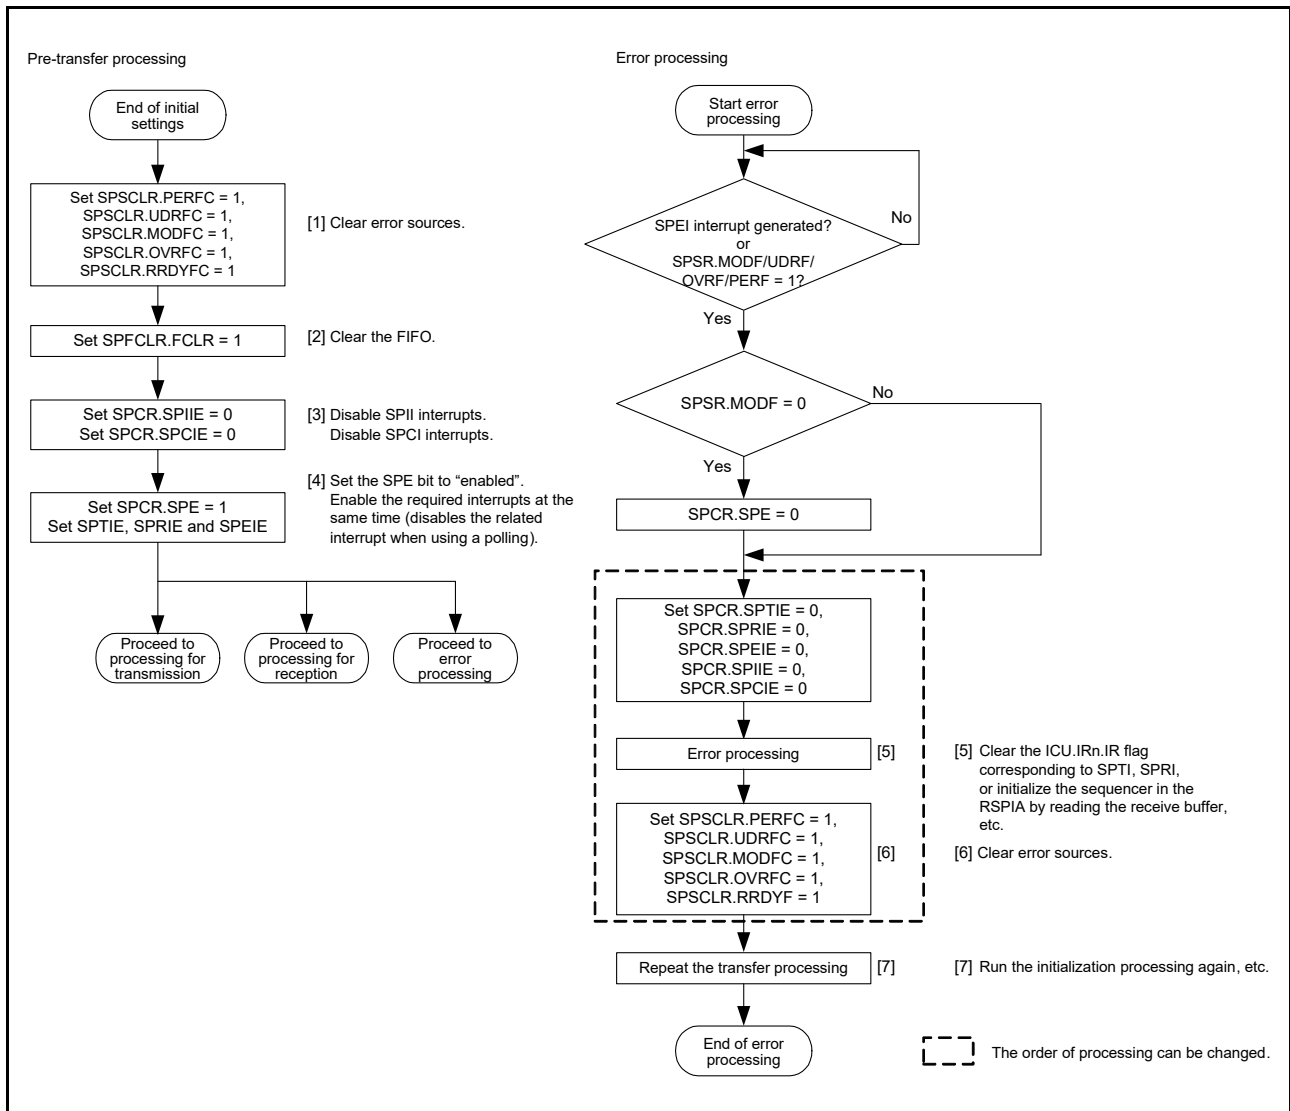 Pre-transfer processing
End of initial
settings
Set SPSCLR.PERFC = 1,
SPSCLR.UDRFC = 1,
SPSCLR.MODFC = 1,
SPSCLR.OVRFC = 1,
SPSCLR.RRDYFC = 1
[1] Clear error sources.
Set SPFCLR.FCLR = 1
[2] Clear the FIFO.
Set SPCR.SPIIE = 0
Set SPCR.SPCIE = 0
[3] Disable SPII interrupts.
Disable SPCI interrupts.
Set SPCR.SPE = 1
Set SPTIE, SPRIE and SPEIE
[4] Set the SPE bit to “enabled”.
Enable the required interrupts at the
same time (disables the related
interrupt when using a polling).
Proceed to
processing for
transmission
Proceed to
processing for
reception
Proceed to
error
processing
Error processing
Start error
processing
SPEI interrupt generated?
or
SPSR.MODF/UDRF/
OVRF/PERF = 1?
No
Yes
SPSR.MODF = 0
No
Yes
SPCR.SPE = 0
Set SPCR.SPTIE = 0,
SPCR.SPRIE = 0,
SPCR.SPEIE = 0,
SPCR.SPIIE = 0,
SPCR.SPCIE = 0
Error processing
[5]
[5] Clear the ICU.IRn.IR flag
corresponding to SPTI, SPRI,
or initialize the sequencer in the
RSPIA by reading the receive buffer,
etc.
Set SPSCLR.PERFC = 1,
SPSCLR.UDRFC = 1,
SPSCLR.MODFC = 1,
SPSCLR.OVRFC = 1,
SPSCLR.RRDYF = 1
[6]
[6] Clear error sources.
Repeat the transfer processing
[7]
[7] Run the initialization processing again, etc.
End of error
processing
The order of processing can be changed.